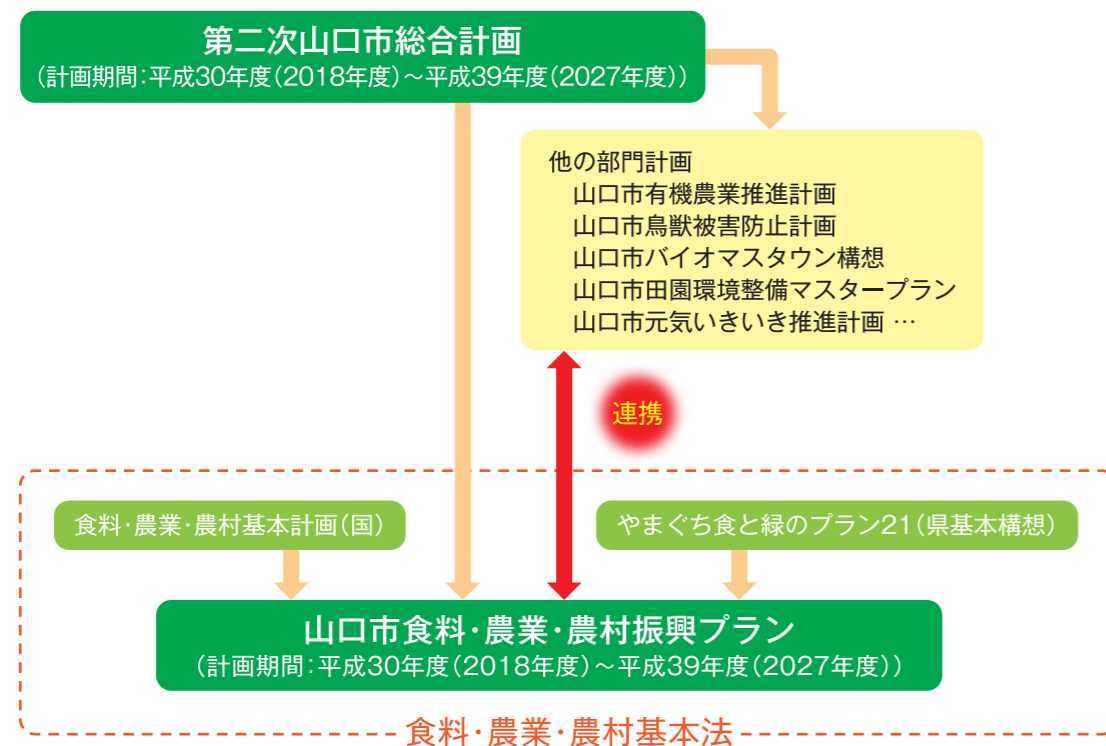 第二次山口市総合計画
(計画期間:平成30年度(2018年度)～平成39年度(2027年度))
他の部門計画
山口市有機農業推進計画
山口市鳥獣被害防止計画
山口市バイオマスタウン構想
山口市田園環境整備マスタープラン
山口市元気いきいき推進計画 …
連携
食料･農業･農村基本計画(国)
やまぐち食と緑のプラン21(県基本構想)
山口市食料･農業･農村振興プラン
(計画期間:平成30年度(2018年度)～平成39年度(2027年度))
食料･農業･農村基本法